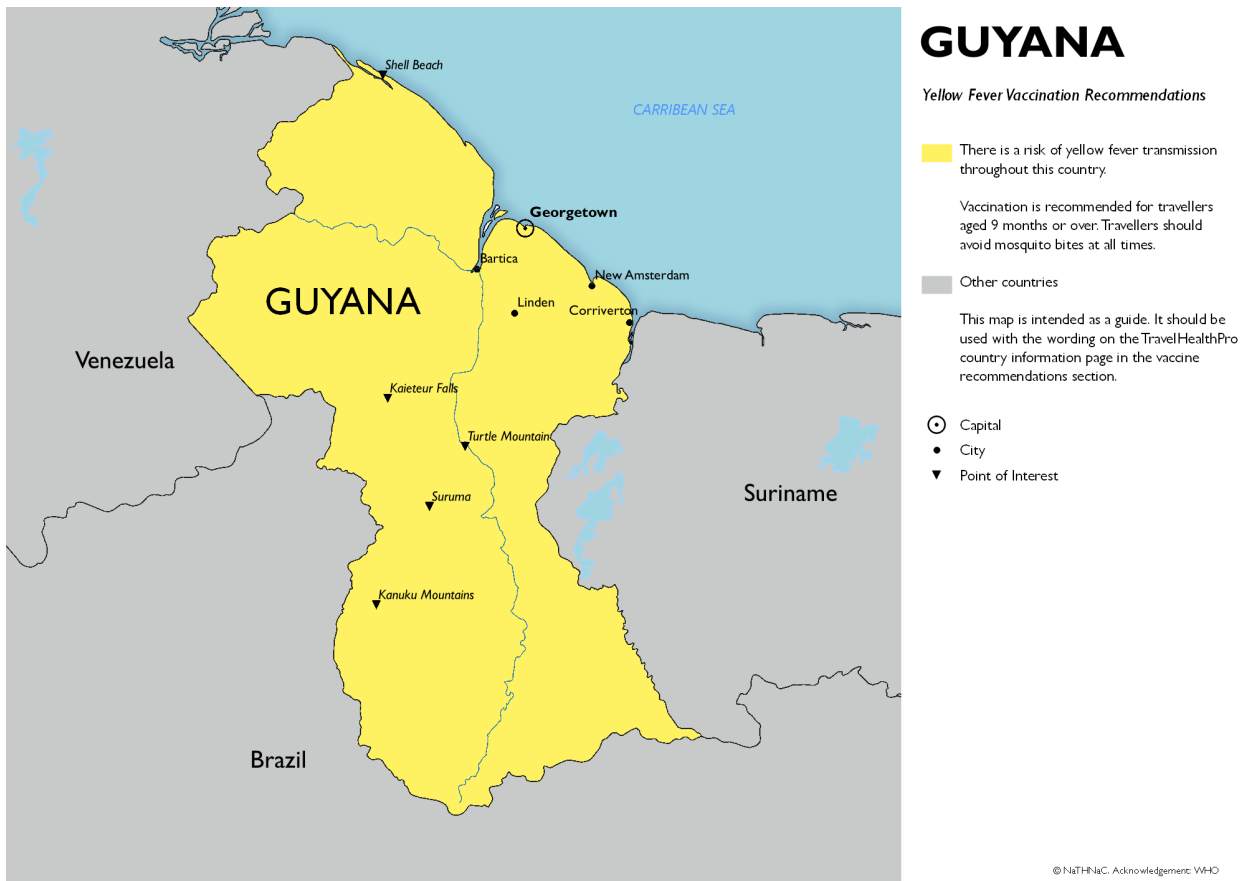 GUYANA
Yellow Fever Vaccination Recommendations
There is a risk of yellow fever transmission
throughout this country.
Vaccination is recommended for travellers
aged 9 months or over. Travellers should
avoid mosquito bites at all times.
Other countries
This map is intended as a guide. It should be
used with the wording on the TravelHealthPro
country information page in the vaccine
recommendations section.
Capital
City
Point of Interest
Shell Beach
CARRIBEAN SEA
Georgetown
Bartica
New Amsterdam
Linden
Corriverton
GUYANA
Venezuela
Kaieteur Falls
Turtle Mountain
Suruma
Suriname
Kanuku Mountains
Brazil
© NaTHNaC. Acknowledgement: WHO